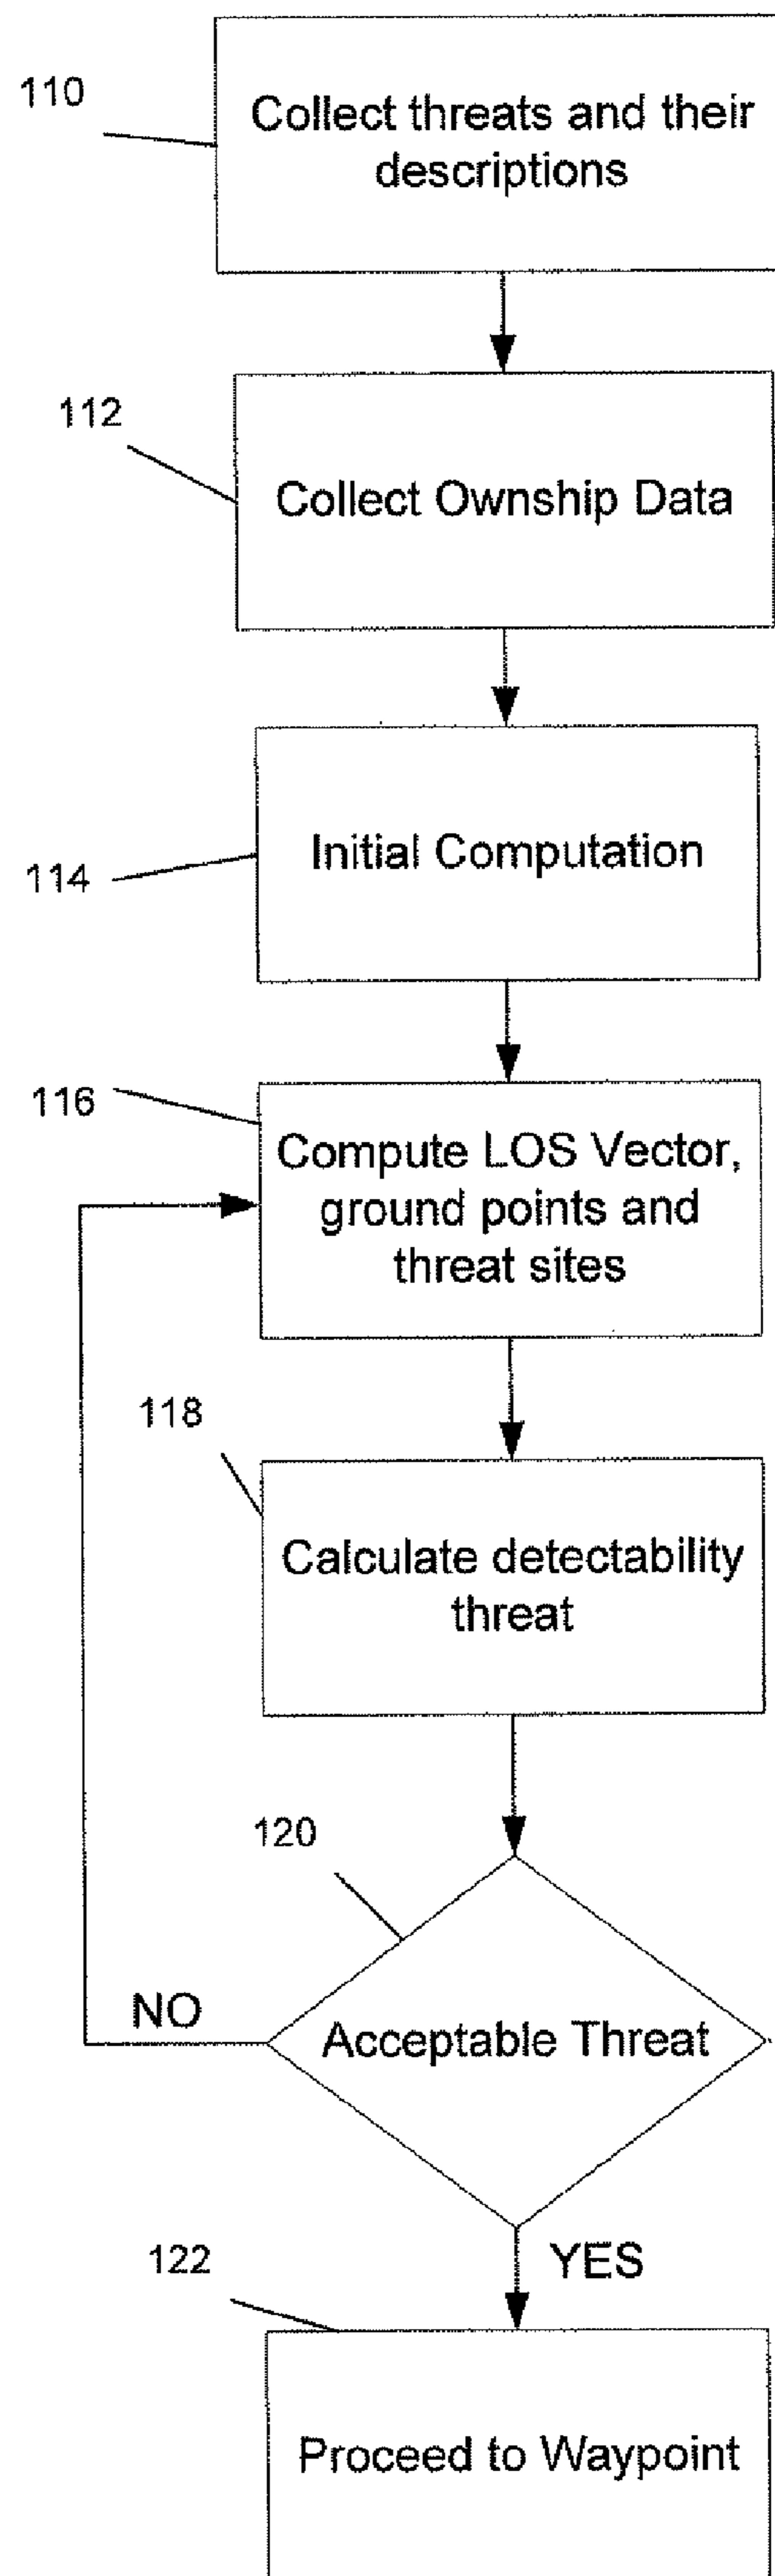 110
Collect threats and their
descriptions
112
Collect Ownship Data
114
Initial Computation
116
Compute LOS Vector,
ground points and
threat sites
118
Calculate detectability
threat
120
Acceptable Threat
NO
YES
122
Proceed to Waypoint